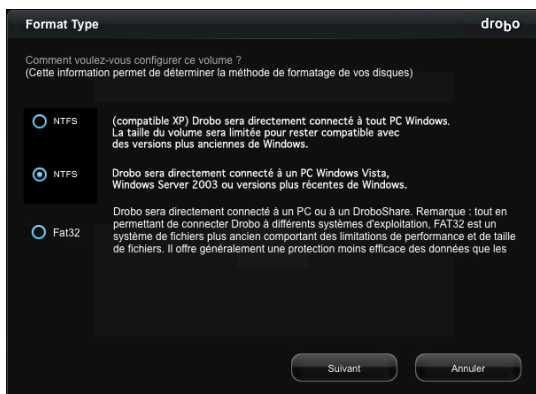 Format Type
drobo
Comment voulez-vous configurer ce volume ?
(Cette information permet de déterminer la méthode de formatage de vos disques)
NTFS
(compatible XP) Drobo sera directement connecté à tout PC Windows.
La taille du volume sera limitée pour rester compatible avec
des versions plus anciennes de Windows.
NTFS
Drobo sera directement connecté à un PC Windows Vista,
Windows Server 2003 ou versions plus récentes de Windows.
Fat32
Drobo sera directement connecté à un PC ou à un DroboShare. Remarque : tout en
permettant de connecter Drobo à différents systèmes d'exploitation, FAT32 est un
système de fichiers plus ancien comportant des limitations de performance et de taille
de fichiers. Il offre généralement une protection moins efficace des données que les
Suivant
Annuler